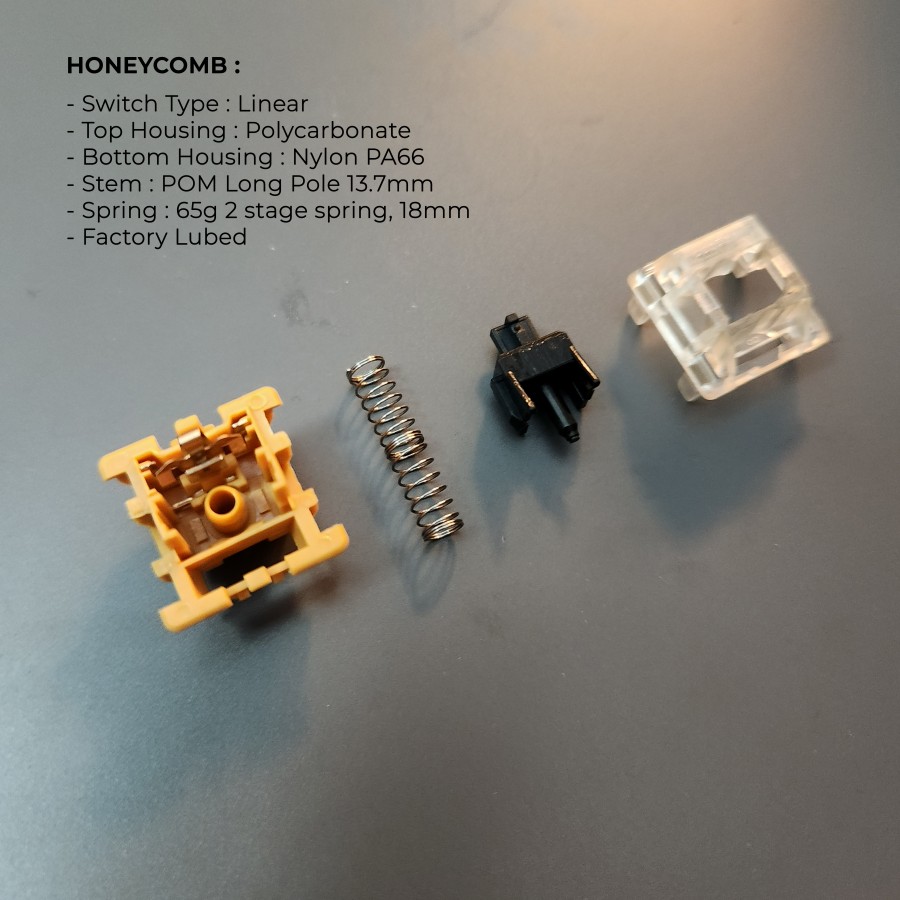 HONEYCOMB :
- Switch Type : Linear
- Top Housing : Polycarbonate
- Bottom Housing : Nylon PA66
- Stem : POM Long Pole 13.7mm
- Spring : 65g 2 stage spring, 18mm
- Factory Lubed